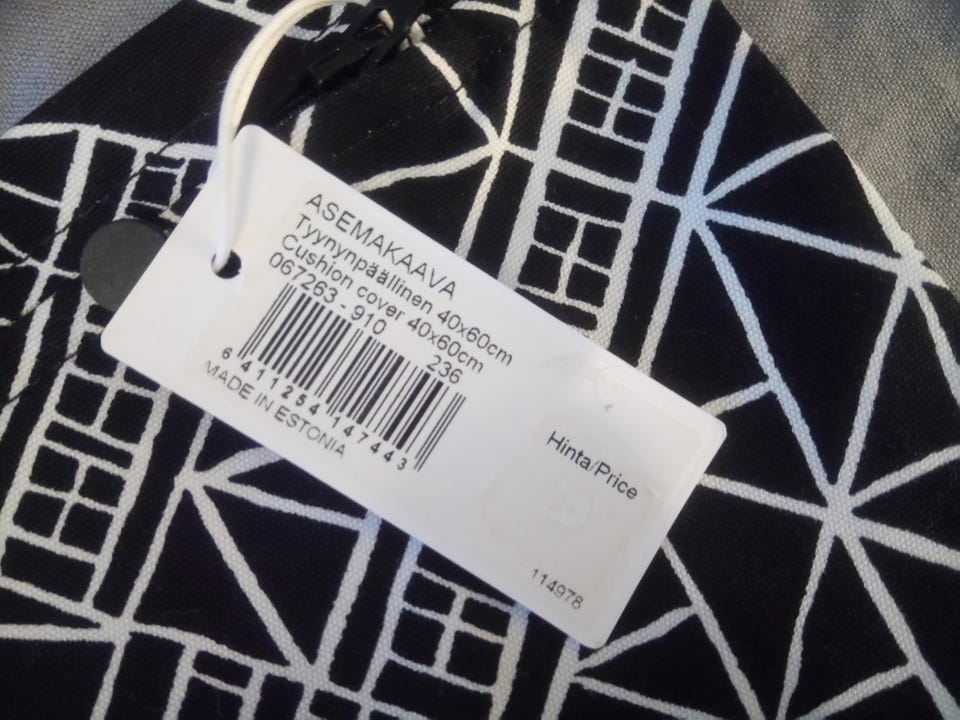 ASEMAKAAVA
Tyynynpäällinen 40x60cm
Cushion cover 40x60cm
067263 - 910 236
6 411254 147443
MADE IN ESTONIA
Hinta/Price
114978